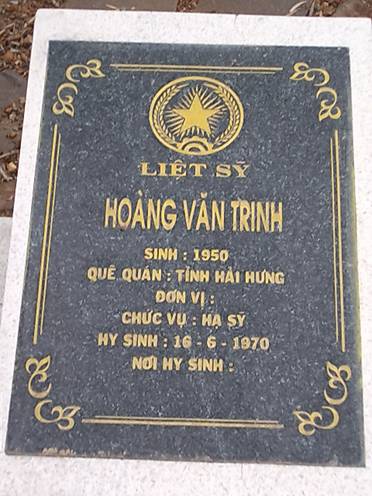 LIỆT SỸ
HOÀNG VĂN TRINH
SINH : 1950
QUÊ QUÁN : TỈNH HẢI HƯNG
ĐƠN VỊ :
CHỨC VỤ : HẠ SỸ
HY SINH : 16 - 6 - 1970
NƠI HY SINH :